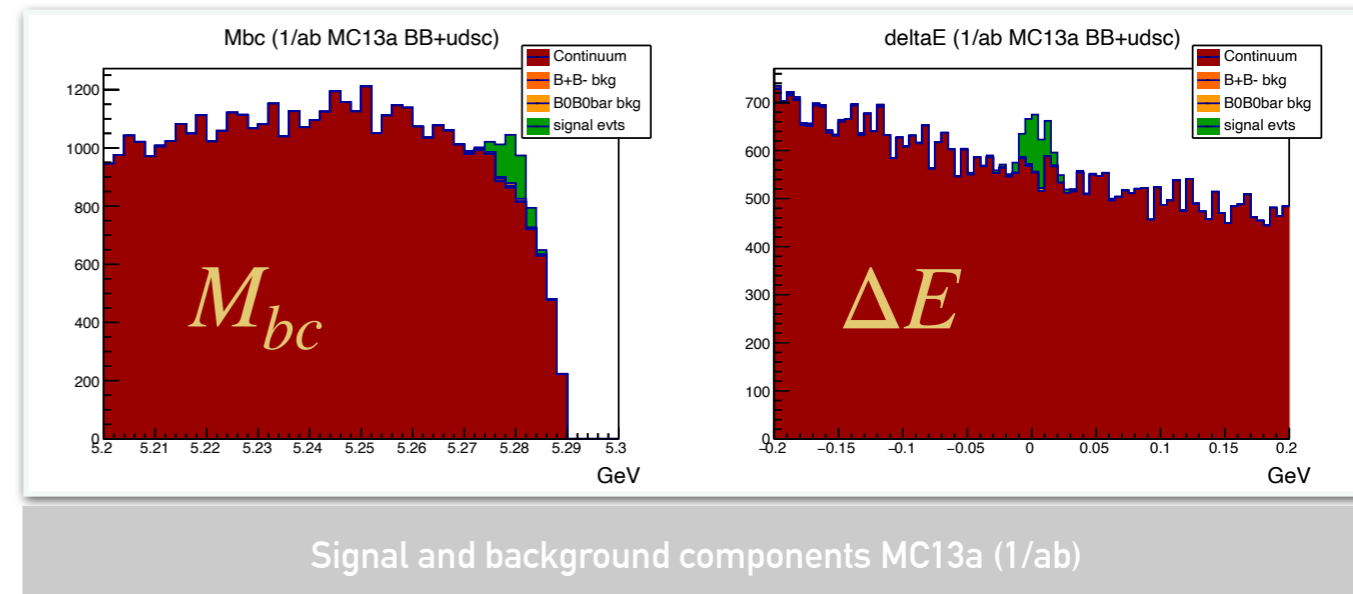 Mbc (1/ab MC13a BB+udsc)
Continuum
B+B- bkg
B0B0bar bkg
signal evts
1200
1000
800
600
400
200
0
5.2 5.21 5.22 5.23 5.24 5.25 5.26 5.27 5.28 5.29 5.3
GeV
M_bc
deltaE (1/ab MC13a BB+udsc)
Continuum
B+B- bkg
B0B0bar bkg
signal evts
700
600
500
400
300
200
100
0
−0.2 −0.15 −0.1 −0.05 0 0.05 0.1 0.15 0.2
GeV
ΔE
Signal and background components MC13a (1/ab)